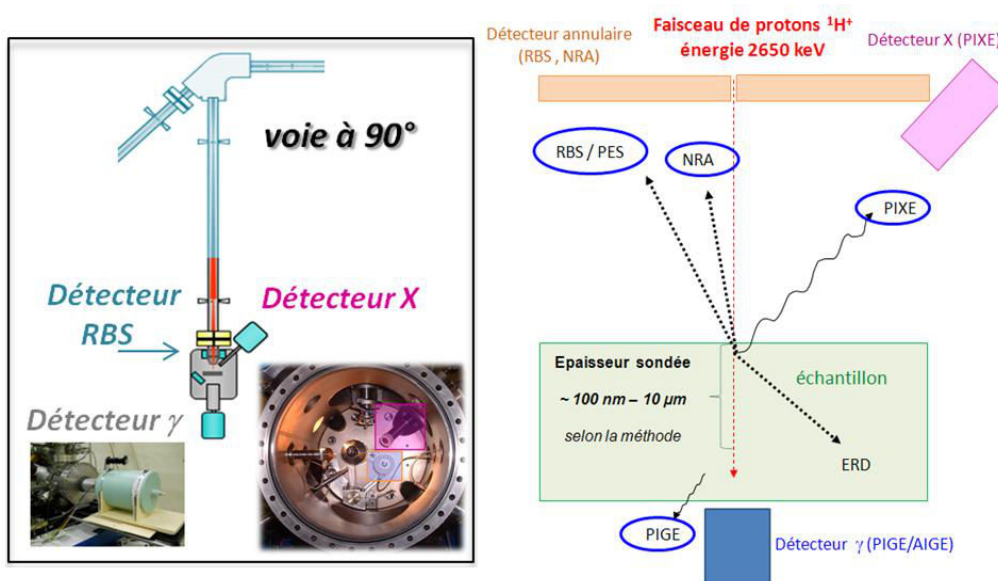 voie à 90°
Détecteur
RBS
Détecteur X
Détecteur γ
Détecteur annulaire
(RBS , NRA)
Faisceau de protons ¹H⁺
énergie 2650 keV
Détecteur X (PIXE)
RBS / PES
NRA
PIXE
Epaisseur sondée
~ 100 nm – 10 µm
selon la méthode
échantillon
ERD
PIGE
Détecteur γ (PIGE/AIGE)